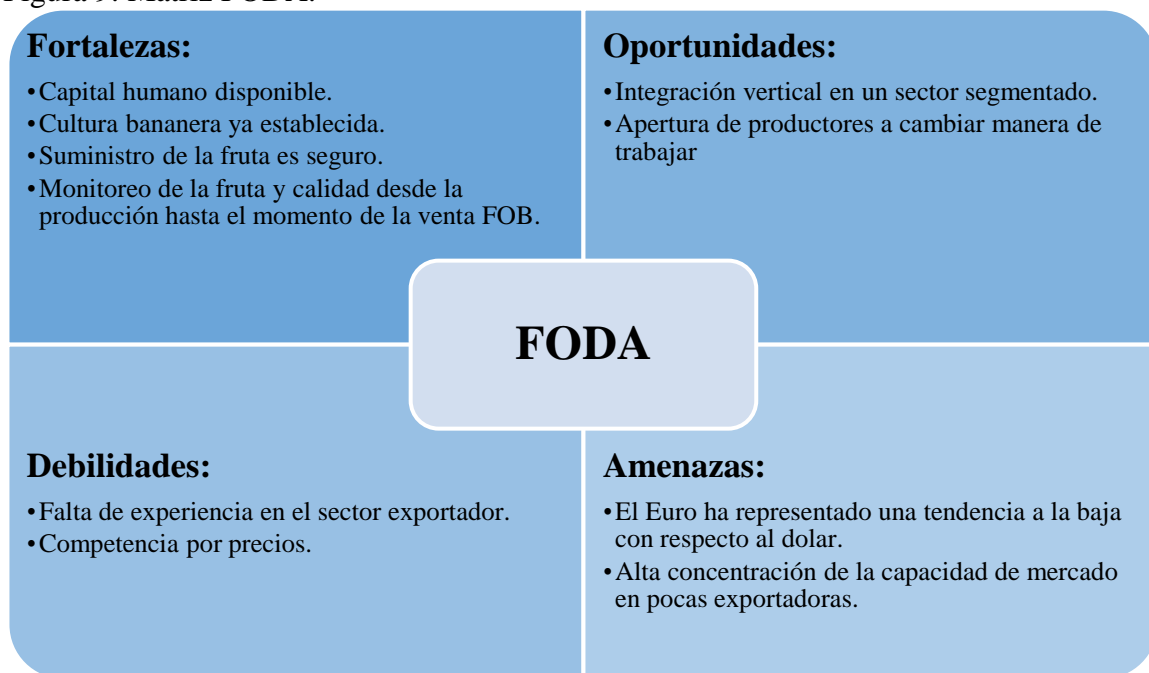 Figura 9. Matriz FODA.
Fortalezas:
•Capital humano disponible.
•Cultura bananera ya establecida.
•Suministro de la fruta es seguro.
•Monitoreo de la fruta y calidad desde la
producción hasta el momento de la venta FOB.
Oportunidades:
•Integración vertical en un sector segmentado.
•Apertura de productores a cambiar manera de
trabajar
FODA
Debilidades:
•Falta de experiencia en el sector exportador.
•Competencia por precios.
Amenazas:
•El Euro ha representado una tendencia a la baja
con respecto al dolar.
•Alta concentración de la capacidad de mercado
en pocas exportadoras.